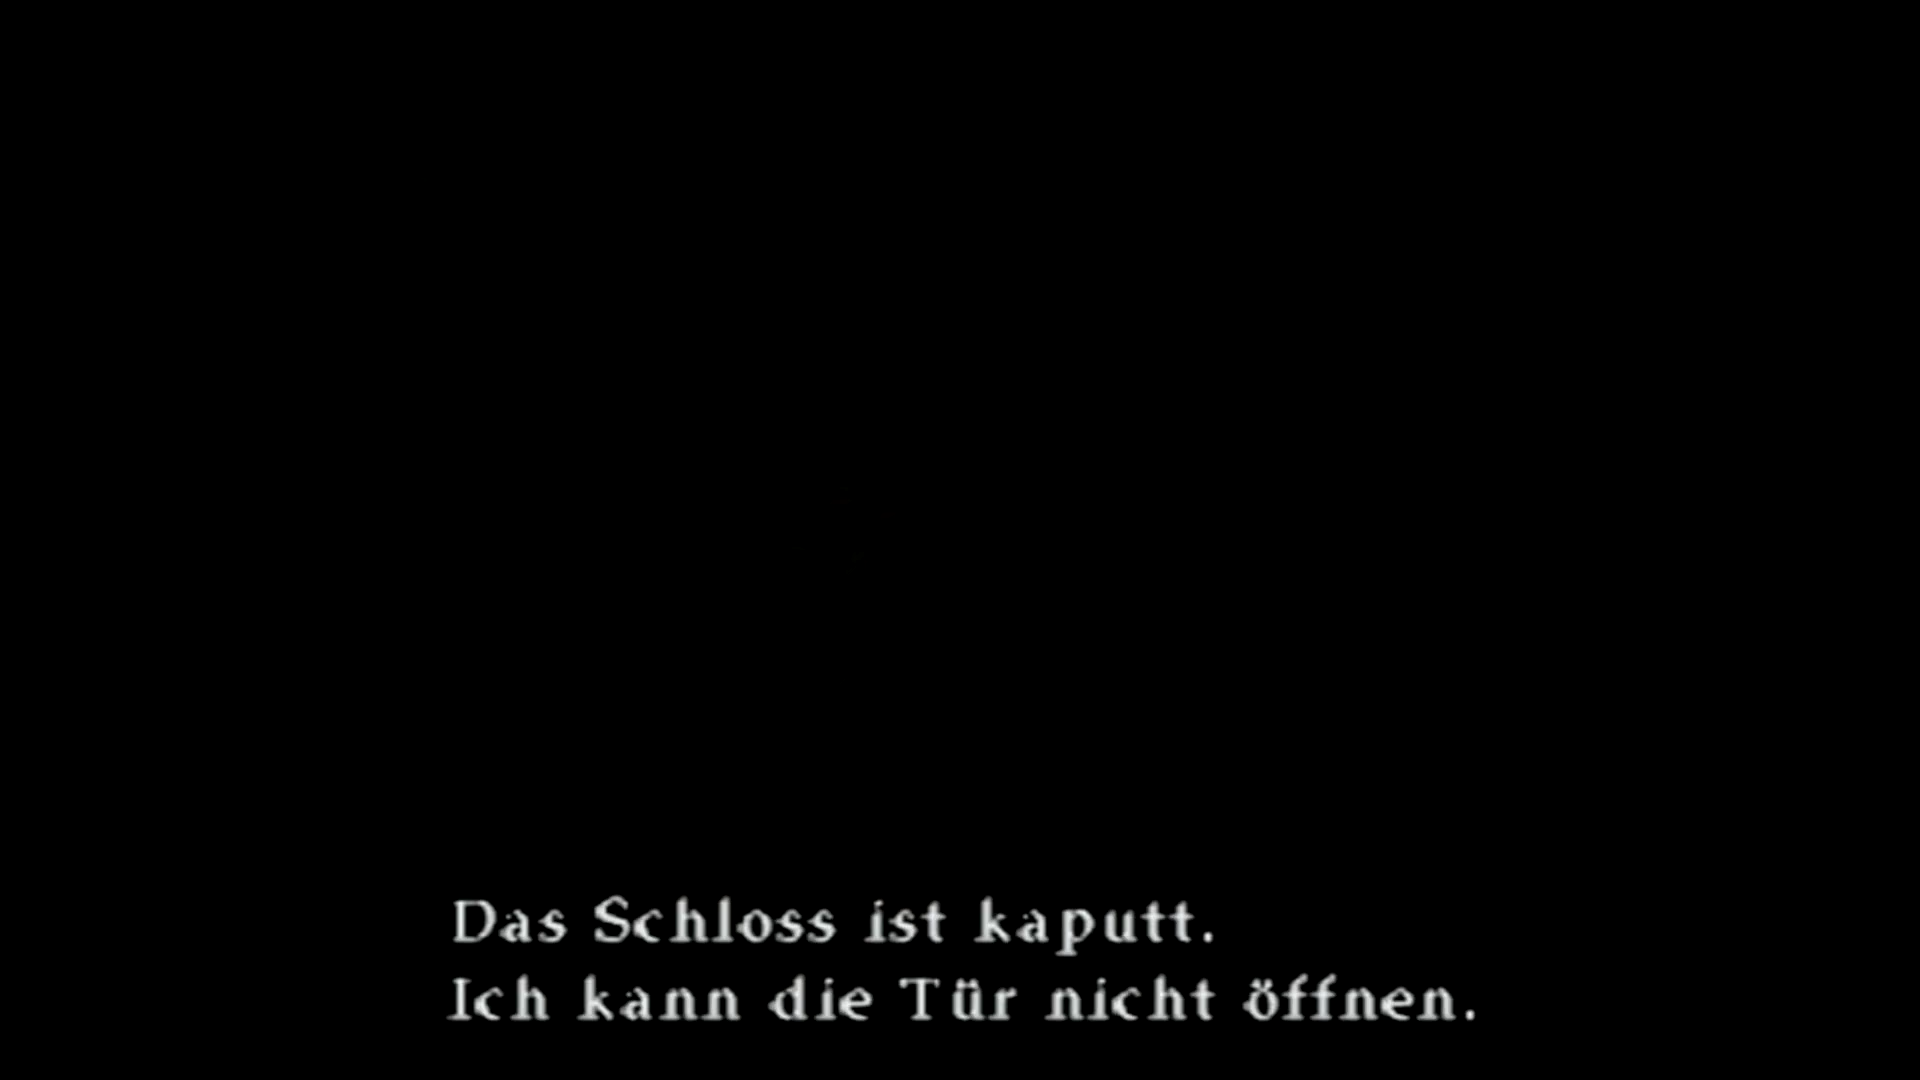 Das Schloss ist kaputt.
Ich kann die Tür nicht öffnen.